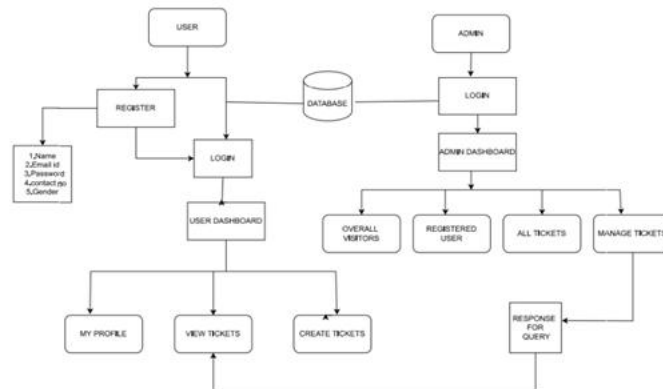 USER
ADMIN
REGISTER
DATABASE
LOGIN
1,Name
2,Email id
3,Password
4,contact no
5,Gender
LOGIN
ADMIN DASHBOARD
USER DASHBOARD
OVERALL
VISITORS
REGISTERED
USER
ALL TICKETS
MANAGE TICKETS
MY PROFILE
VIEW TICKETS
CREATE TICKETS
RESPONSE
FOR
QUERY